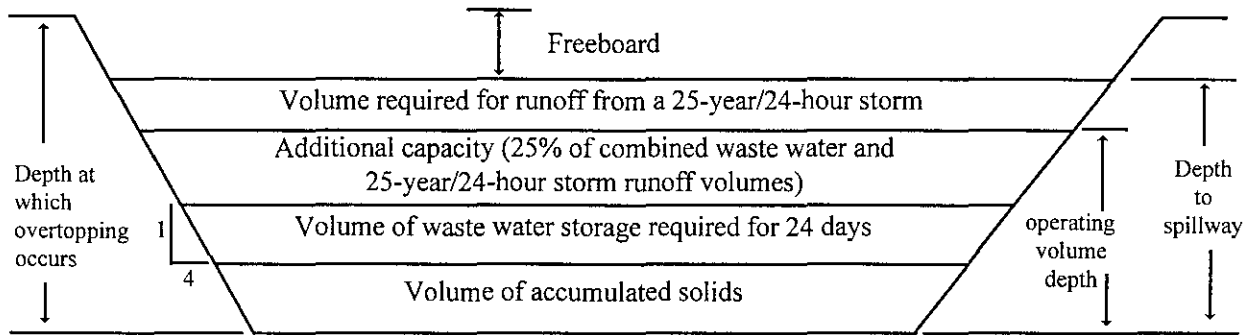 Freeboard
Volume required for runoff from a 25-year/24-hour storm
Additional capacity (25% of combined waste water and
25-year/24-hour storm runoff volumes)
Volume of waste water storage required for 24 days
Volume of accumulated solids
Depth at
which
overtopping
occurs
1
4
operating
volume
depth
Depth
to
spillway